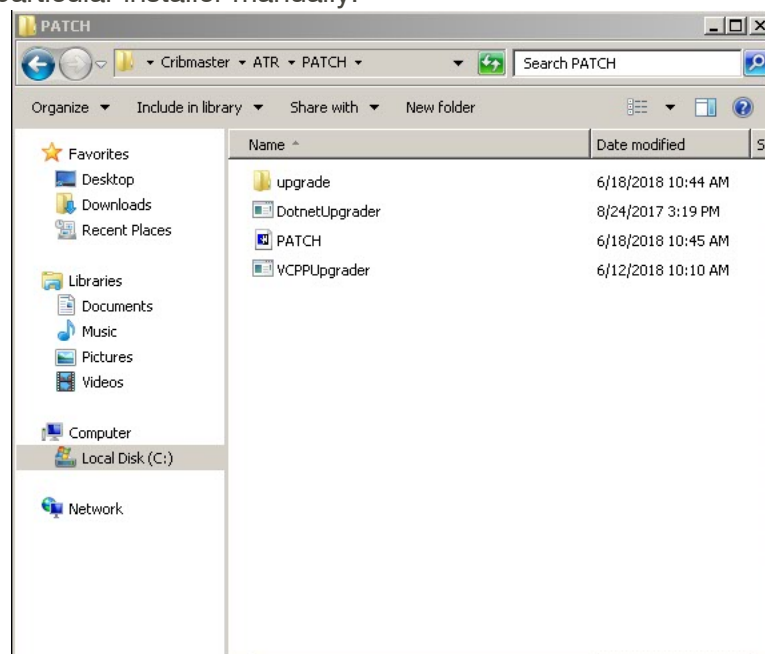 particular installer manually.
PATCH
Cribmaster ATR PATCH Search PATCH
Organize Include in library Share with New folder
Favorites
Desktop
Downloads
Recent Places
Libraries
Documents
Music
Pictures
Videos
Computer
Local Disk (C:)
Network
Name Date modified S
upgrade 6/18/2018 10:44 AM
DotnetUpgrader 8/24/2017 3:19 PM
PATCH 6/18/2018 10:45 AM
VCPPUpgrader 6/12/2018 10:10 AM